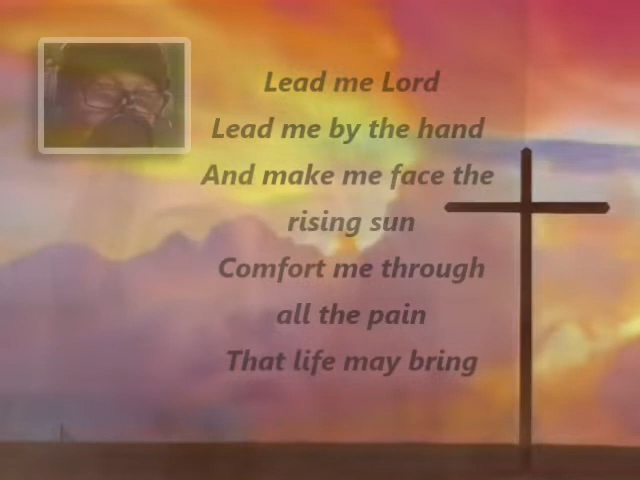 Lead me Lord
Lead me by the hand
And make me face the
rising sun
Comfort me through
all the pain
That life may bring